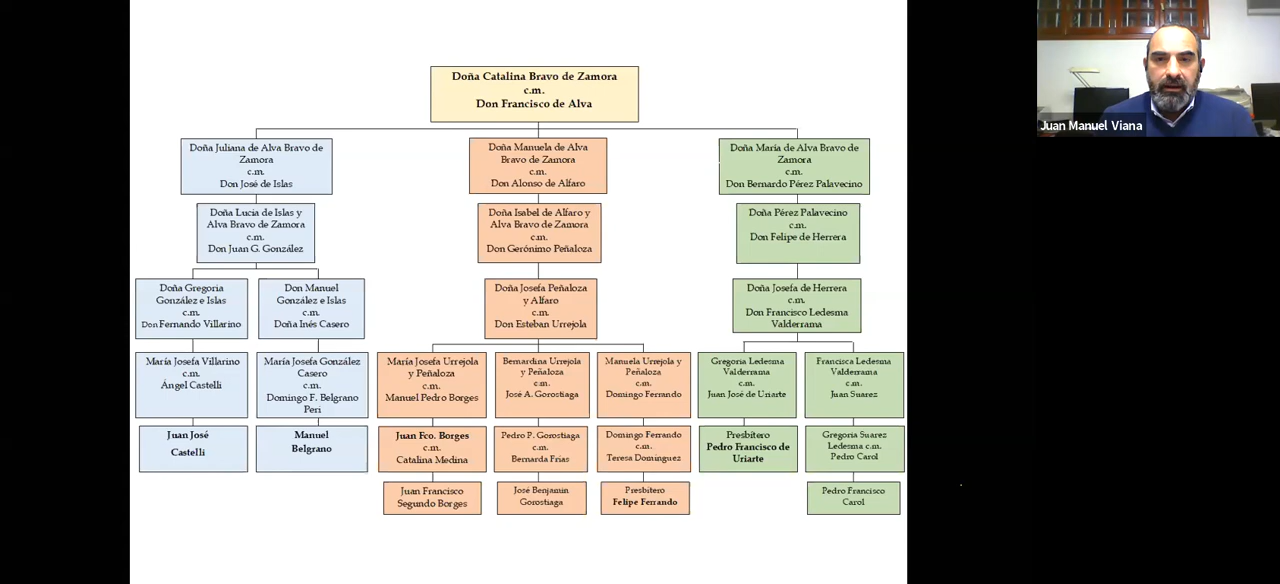 Doña Catalina Bravo de Zamora
c.m.
Don Francisco de Alva
Juan Manuel Viana
Doña Juliana de Alva Bravo de
Zamora
c.m.
Don José de Islas
Doña Manuela de Alva
Bravo de Zamora
c.m.
Don Alonso de Alfaro
Doña María de Alva Bravo de
Zamora
c.m.
Don Bernardo Pérez Palavecino
Doña Lucia de Islas y
Alva Bravo de Zamora
c.m.
Don Juan G. González
Doña Isabel de Alfaro y
Alva Bravo de Zamora
c.m.
Don Gerónimo Peñaloza
Doña Pérez Palavecino
c.m.
Don Felipe de Herrera
Doña Gregoria
González e Islas
c.m.
Don Fernando Villarino
Don Manuel
González e Islas
c.m.
Doña Inés Casero
Doña Josefa Peñaloza
y Alfaro
c.m.
Don Esteban Urrejola
Doña Josefa de Herrera
c.m.
Don Francisco Ledesma
Valderrama
María Josefa Villarino
c.m.
Ángel Castelli
María Josefa González
Casero
c.m.
Domingo F. Belgrano
Peri
María Josefa Urrejola
y Peñaloza
c.m.
Manuel Pedro Borges
Bernardina Urrejola
y Peñaloza
c.m.
José A. Gorostiaga
Manuela Urrejola y
Peñaloza
c.m.
Domingo Ferrando
Gregoria Ledesma
Valderrama
c.m.
Juan José de Uriarte
Francisca Ledesma
Valderrama
c.m.
Juan Suarez
Juan José
Castelli
Manuel
Belgrano
Juan Fco. Borges
c.m.
Catalina Medina
Pedro P. Gorostiaga
c.m.
Bernarda Frías
Domingo Ferrando
c.m.
Teresa Domínguez
Presbítero
Pedro Francisco de
Uriarte
Gregoria Suarez
Ledesma c.m.
Pedro Carol
Juan Francisco
Segundo Borges
José Benjamín
Gorostiaga
Presbítero
Felipe Ferrando
Pedro Francisco
Carol